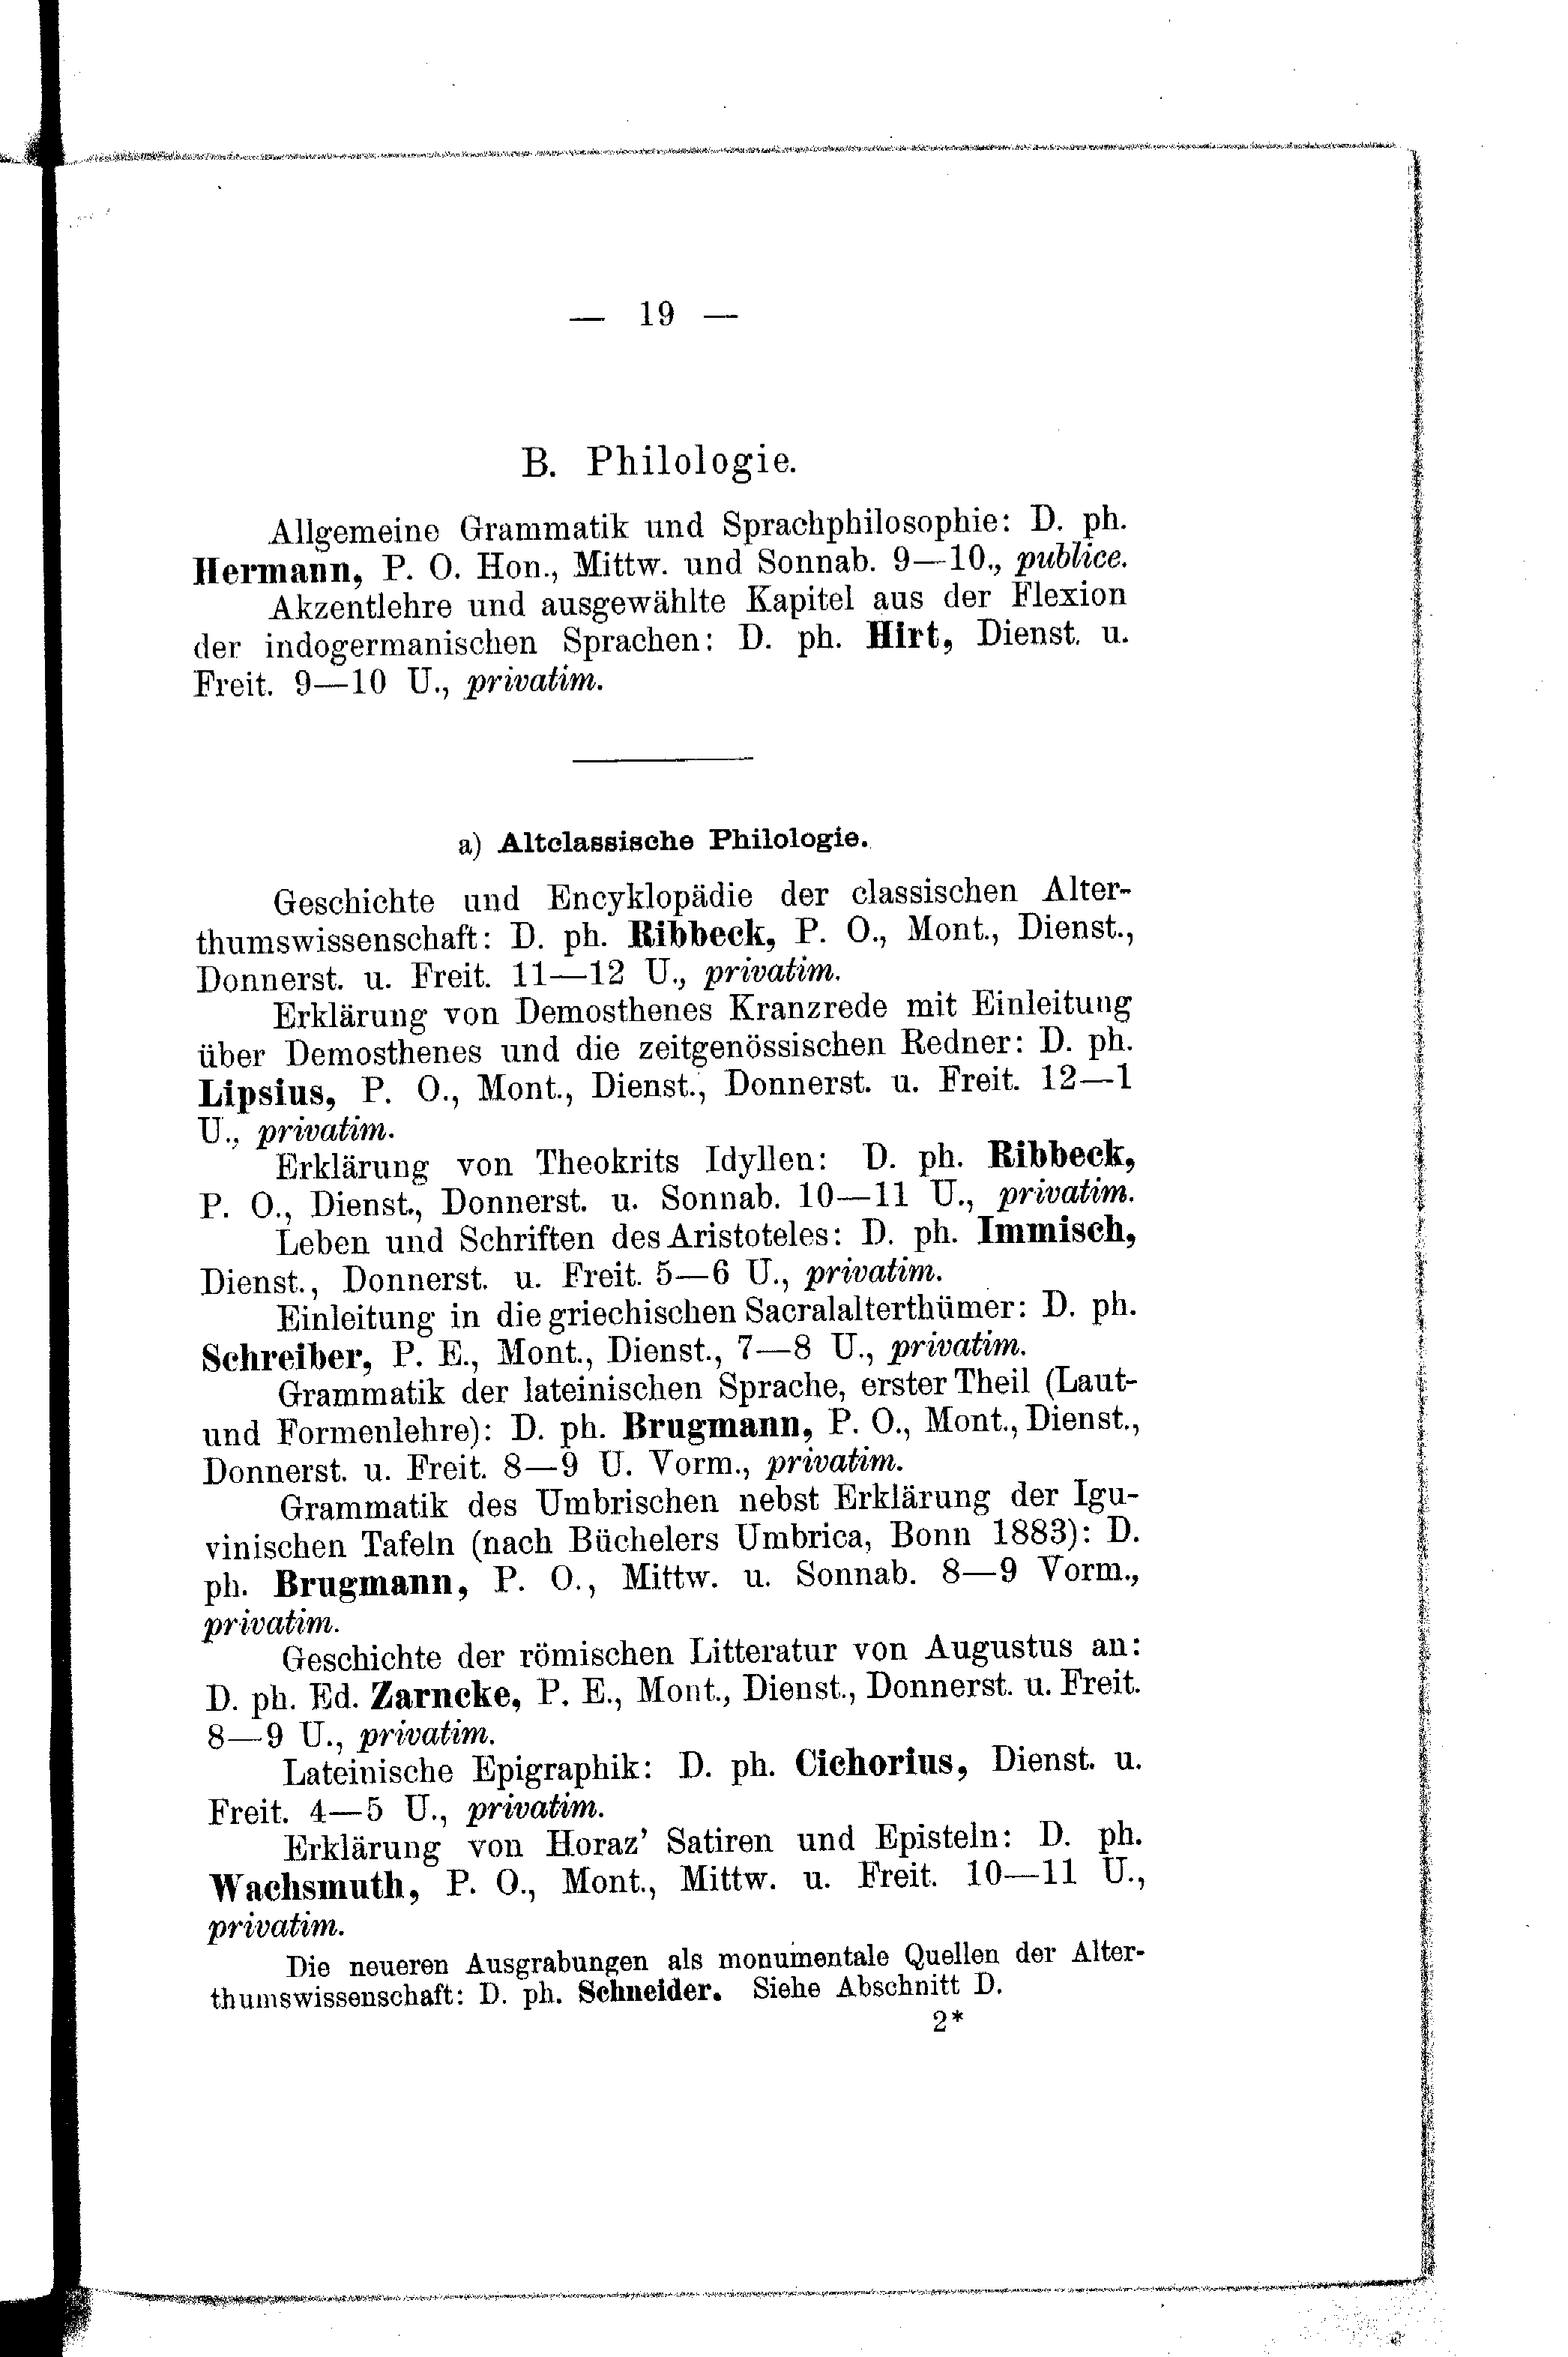 — 19 —
B. Philologie.
Allgemeine Grammatik und Sprachphilosophie: D. ph.
Hermann, P. O. Hon., Mittw. und Sonnab. 9—10., publice.
Akzentlehre und ausgewählte Kapitel aus der Flexion
der indogermanischen Sprachen: D. ph. Hirt, Dienst. u.
Freit. 9—10 U., privatim.
a) Altclassische Philologie.
Geschichte und Encyklopädie der classischen Alter-
thumswissenschaft: D. ph. Ribbeck, P. O., Mont., Dienst.,
Donnerst. u. Freit. 11—12 U., privatim.
Erklärung von Demosthenes Kranzrede mit Einleitung
über Demosthenes und die zeitgenössischen Redner: D. ph.
Lipsius, P. O., Mont., Dienst., Donnerst. u. Freit. 12—1
U., privatim.
Erklärung von Theokrits Idyllen: D. ph. Ribbeck,
P. O., Dienst., Donnerst. u. Sonnab. 10—11 U., privatim.
Leben und Schriften des Aristoteles: D. ph. Immisch,
Dienst., Donnerst. u. Freit. 5—6 U., privatim.
Einleitung in die griechischen Sacralalterthümer: D. ph.
Schreiber, P. E., Mont., Dienst., 7—8 U., privatim.
Grammatik der lateinischen Sprache, erster Theil (Laut-
und Formenlehre): D. ph. Brugmann, P. O., Mont., Dienst.,
Donnerst. u. Freit. 8—9 U. Vorm., privatim.
Grammatik des Umbrischen nebst Erklärung der Igu-
vinischen Tafeln (nach Büchelers Umbrica, Bonn 1883): D.
ph. Brugmann, P. O., Mittw. u. Sonnab. 8—9 Vorm.,
privatim.
Geschichte der römischen Litteratur von Augustus an:
D. ph. Ed. Zarncke, P. E., Mont., Dienst., Donnerst. u. Freit.
8—9 U., privatim.
Lateinische Epigraphik: D. ph. Cichorius, Dienst. u.
Freit. 4—5 U., privatim.
Erklärung von Horaz’ Satiren und Episteln: D. ph.
Wachsmuth, P. O., Mont., Mittw. u. Freit. 10—11 U.,
privatim.
Die neueren Ausgrabungen als monumentale Quellen der Alter-
thumswissenschaft: D. ph. Schneider. Siehe Abschnitt D.
2*